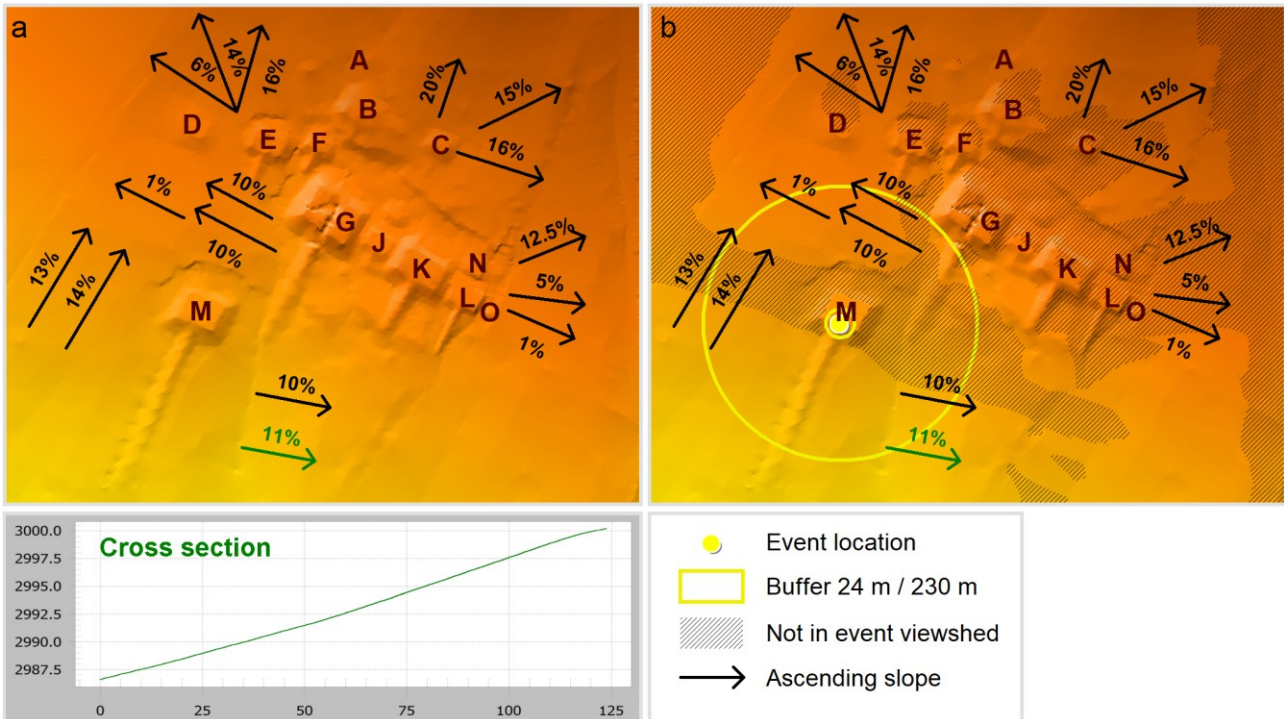 a
6%
14%
16%
A
20%
15%
16%
B
C
D
E
F
1%
10%
10%
G
J
K
N
L
O
12.5%
5%
1%
13%
14%
M
10%
11%
b
6%
14%
16%
A
20%
15%
16%
B
C
D
E
F
1%
10%
10%
G
J
K
N
L
O
12.5%
5%
1%
13%
14%
M
10%
11%
Cross section
3000.0
2997.5
2995.0
2992.5
2990.0
2987.5
0 25 50 75 100 125
Event location
Buffer 24 m / 230 m
Not in event viewshed
Ascending slope